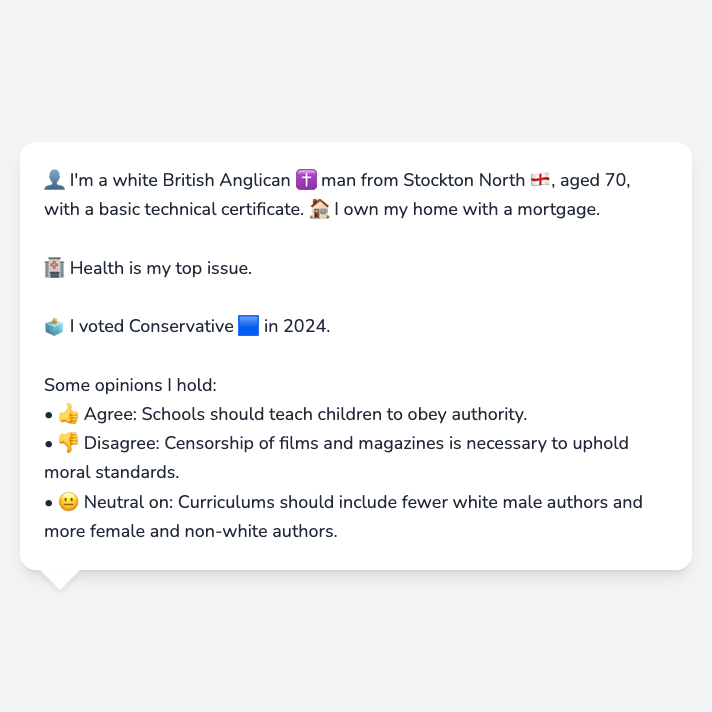 👤 I'm a white British Anglican ✝️ man from Stockton North 🏴󠁧󠁢󠁥󠁮󠁧󠁿, aged 70,
with a basic technical certificate. 🏠 I own my home with a mortgage.
🏥 Health is my top issue.
🗳️ I voted Conservative 🟦 in 2024.
Some opinions I hold:
• 👍 Agree: Schools should teach children to obey authority.
• 👎 Disagree: Censorship of films and magazines is necessary to uphold
moral standards.
• 😐 Neutral on: Curriculums should include fewer white male authors and
more female and non-white authors.